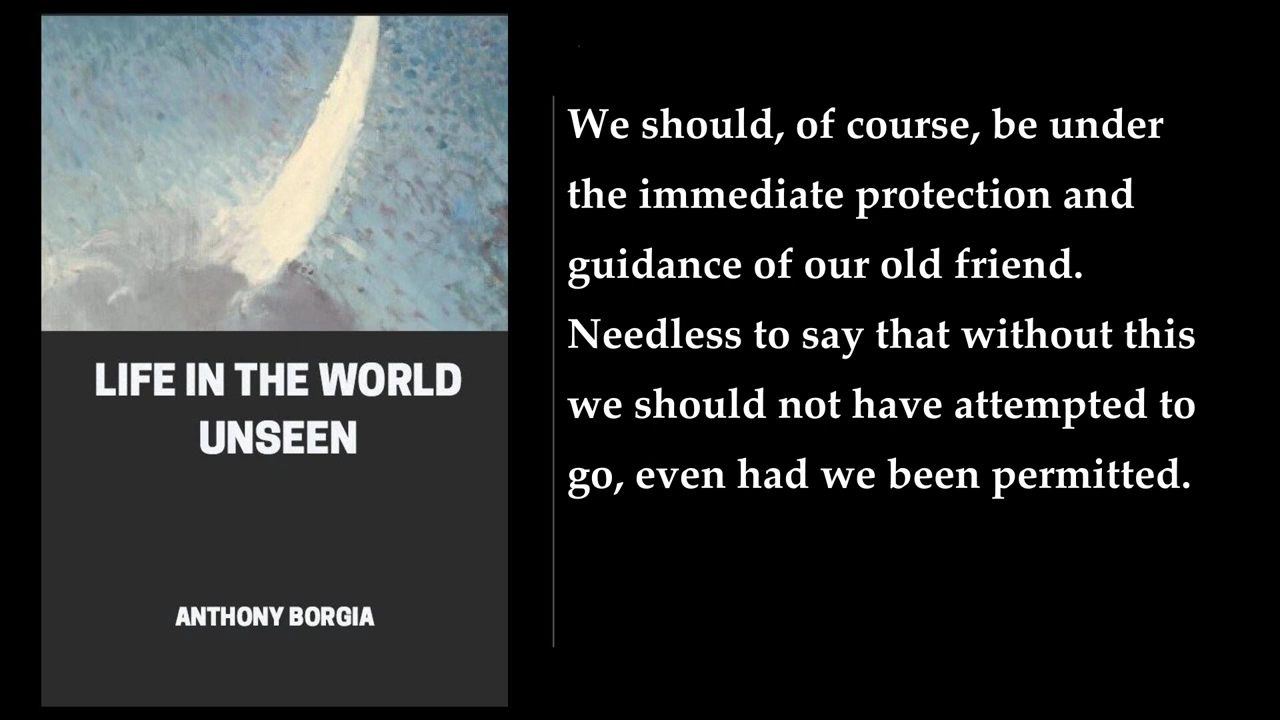 LIFE IN THE WORLD
UNSEEN
ANTHONY BORGIA
We should, of course, be under
the immediate protection and
guidance of our old friend.
Needless to say that without this
we should not have attempted to
go, even had we been permitted.